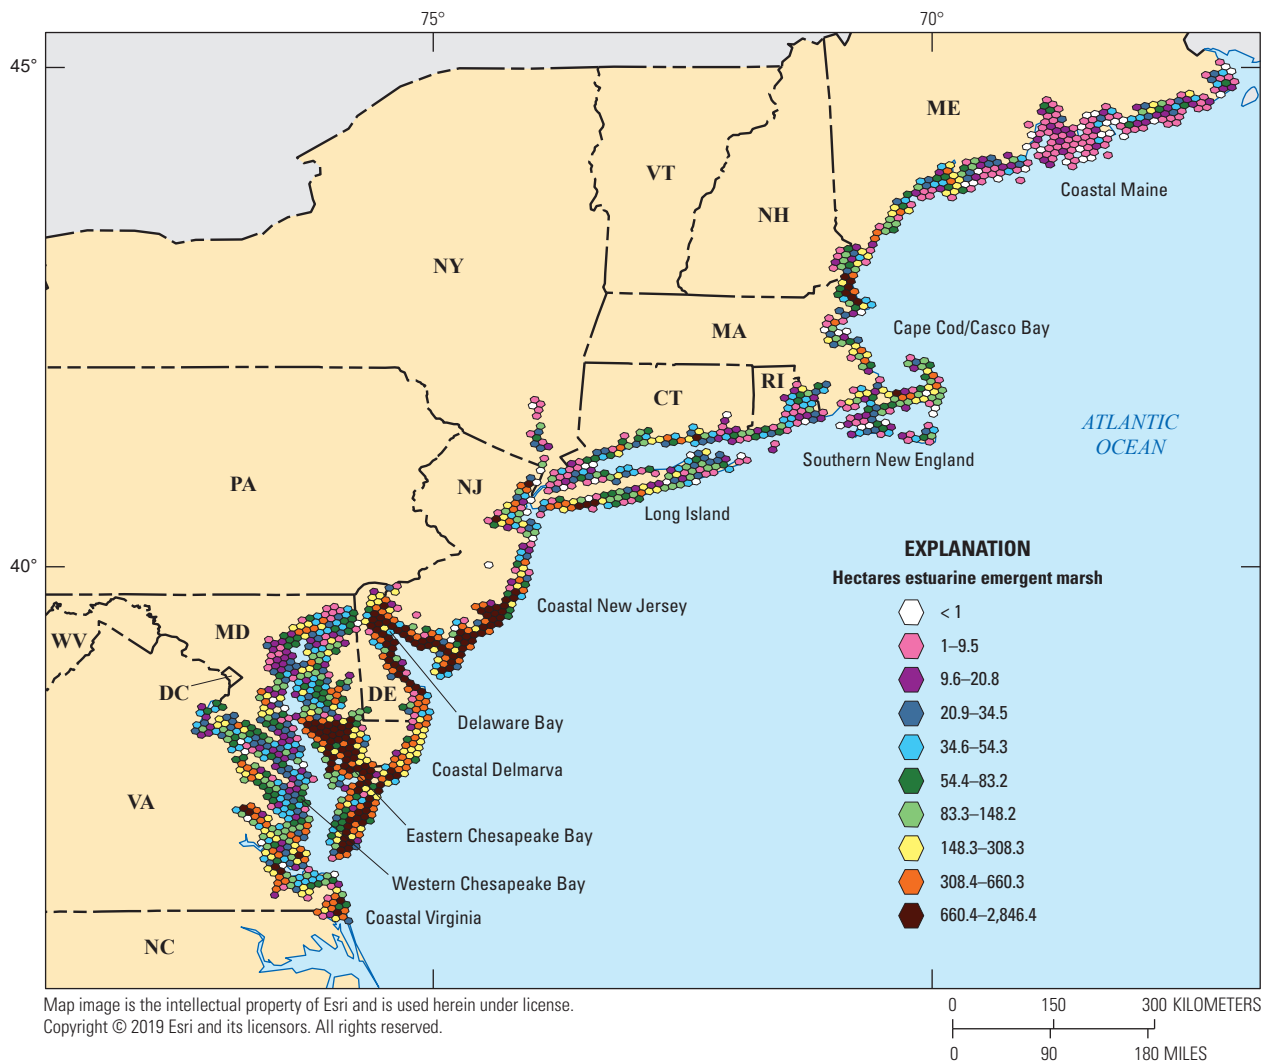 75°
70°
45°
ME
Coastal Maine
VT
NH
NY
Cape Cod/Casco Bay
MA
CT
RI
ATLANTIC
OCEAN
Southern New England
PA
NJ
Long Island
EXPLANATION
Hectares estuarine emergent marsh
< 1
1–9.5
9.6–20.8
20.9–34.5
34.6–54.3
54.4–83.2
83.3–148.2
148.3–308.3
308.4–660.3
660.4–2,846.4
40°
Coastal New Jersey
WV
MD
DC
DE
Delaware Bay
Coastal Delmarva
VA
Eastern Chesapeake Bay
Western Chesapeake Bay
Coastal Virginia
NC
Map image is the intellectual property of Esri and is used herein under license.
Copyright © 2019 Esri and its licensors. All rights reserved.
0 150 300 KILOMETERS
0 90 180 MILES